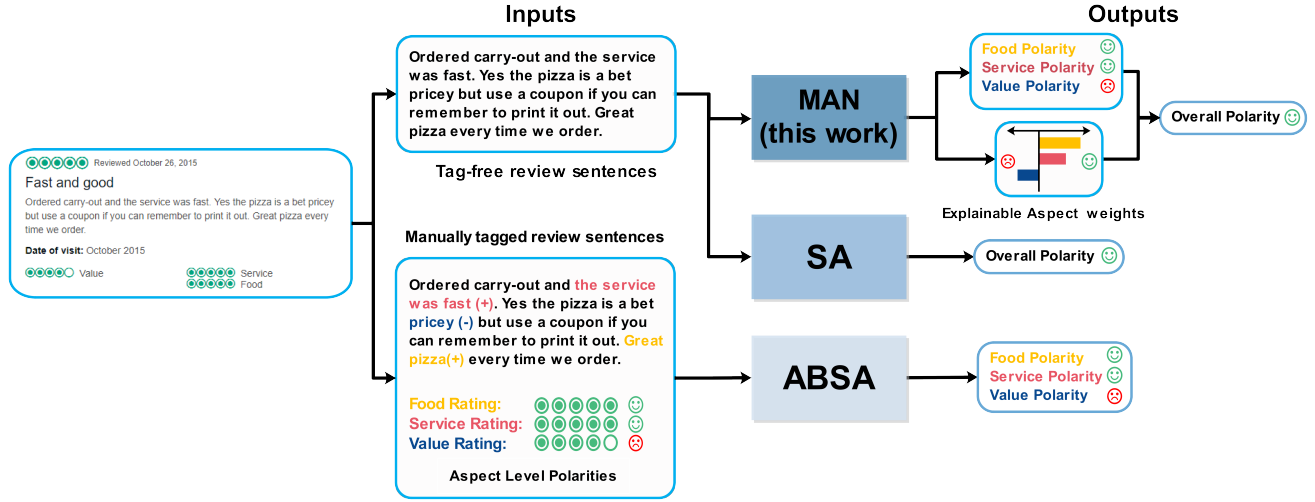 Inputs
Outputs
Reviewed October 26, 2015
Fast and good
Ordered carry-out and the service was fast. Yes the pizza is a bet pricey
but use a coupon if you can remember to print it out. Great pizza every
time we order.
Date of visit: October 2015
Value
Service
Food
Ordered carry-out and the service
was fast. Yes the pizza is a bet
pricey but use a coupon if you can
remember to print it out. Great
pizza every time we order.
Tag-free review sentences
Manually tagged review sentences
Ordered carry-out and the service
was fast (+). Yes the pizza is a bet
pricey (-) but use a coupon if you
can remember to print it out. Great
pizza(+) every time we order.
Food Rating:
Service Rating:
Value Rating:
Aspect Level Polarities
MAN
(this work)
SA
ABSA
Food Polarity
Service Polarity
Value Polarity
Explainable Aspect weights
Overall Polarity
Overall Polarity
Food Polarity
Service Polarity
Value Polarity